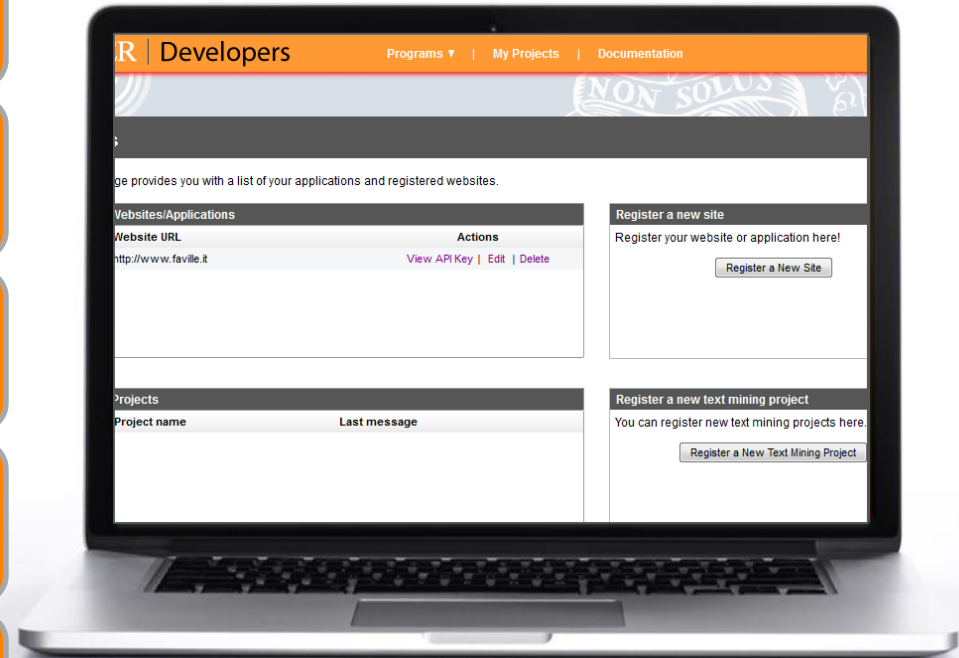 R | Developers
Programs ▼ | My Projects | Documentation
NON SOLUS
s
ge provides you with a list of your applications and registered websites.
Websites/Applications
Website URL Actions
http://www.faville.it View API Key | Edit | Delete
Register a new site
Register your website or application here!
Register a New Site
Projects
Project name Last message
Register a new text mining project
You can register new text mining projects here.
Register a New Text Mining Project